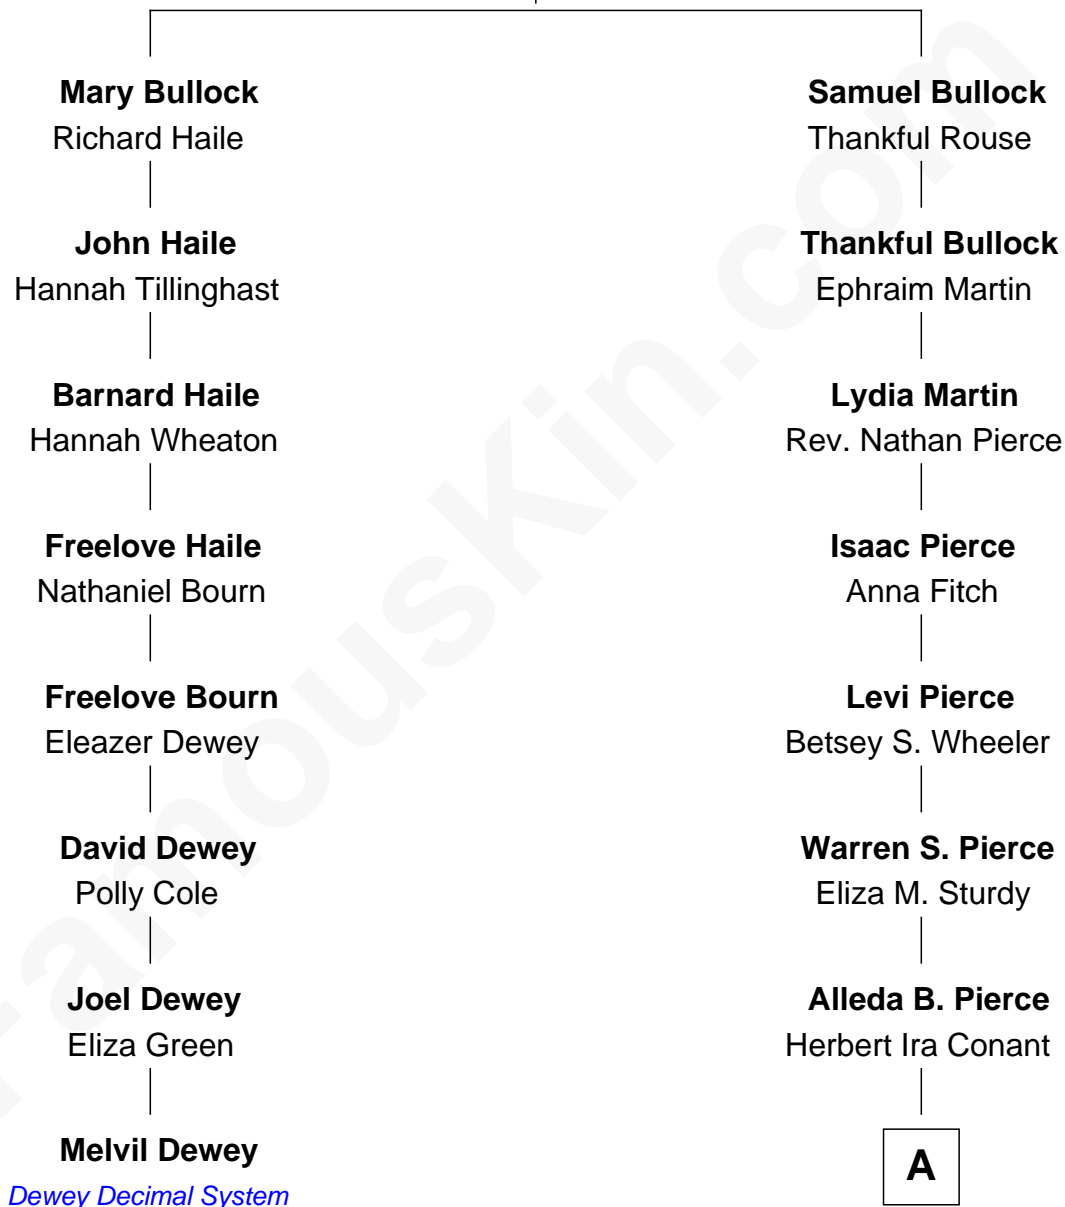 Mary Bullock
Richard Haile
John Haile
Hannah Tillinghast
Barnard Haile
Hannah Wheaton
Freelove Haile
Nathaniel Bourn
Freelove Bourn
Eleazer Dewey
David Dewey
Polly Cole
Joel Dewey
Eliza Green
Melvil Dewey
Dewey Decimal System
Samuel Bullock
Thankful Rouse
Thankful Bullock
Ephraim Martin
Lydia Martin
Rev. Nathan Pierce
Isaac Pierce
Anna Fitch
Levi Pierce
Betsey S. Wheeler
Warren S. Pierce
Eliza M. Sturdy
Alleda B. Pierce
Herbert Ira Conant
A
FamousKin.com